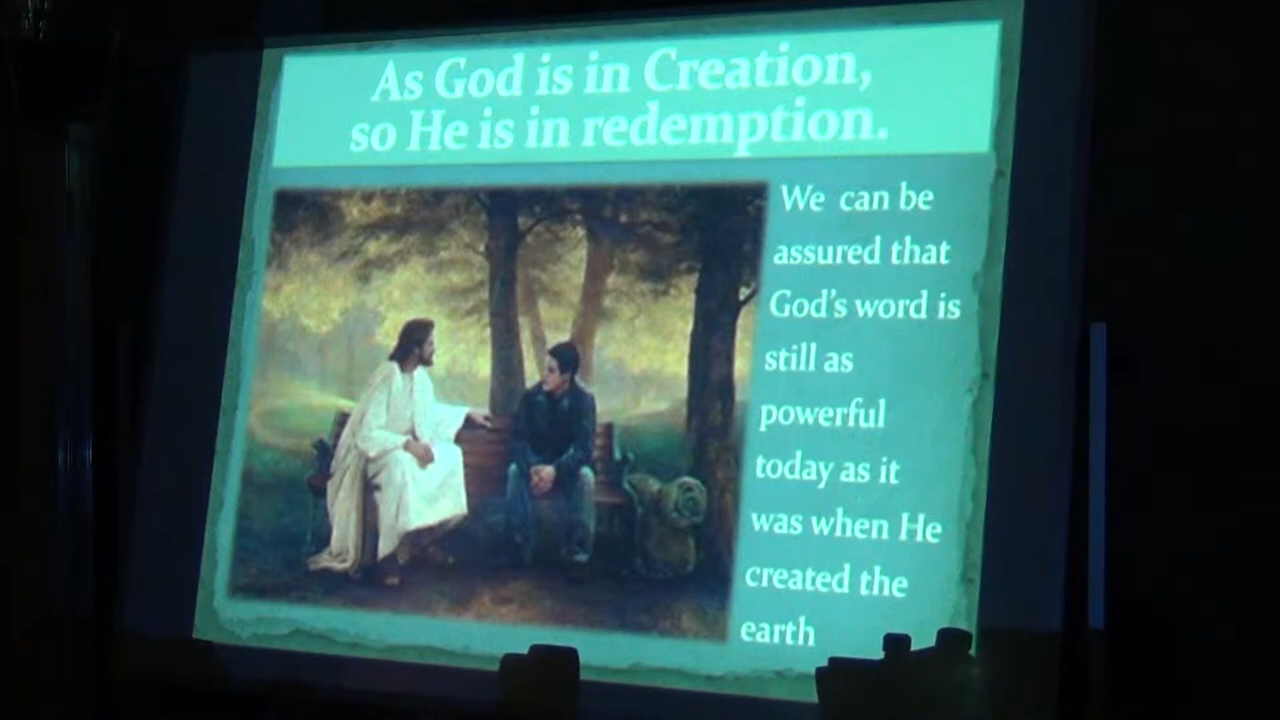 As God is in Creation,
so He is in redemption.
We can be
assured that
God's word is
still as
powerful
today as it
was when He
created the
earth